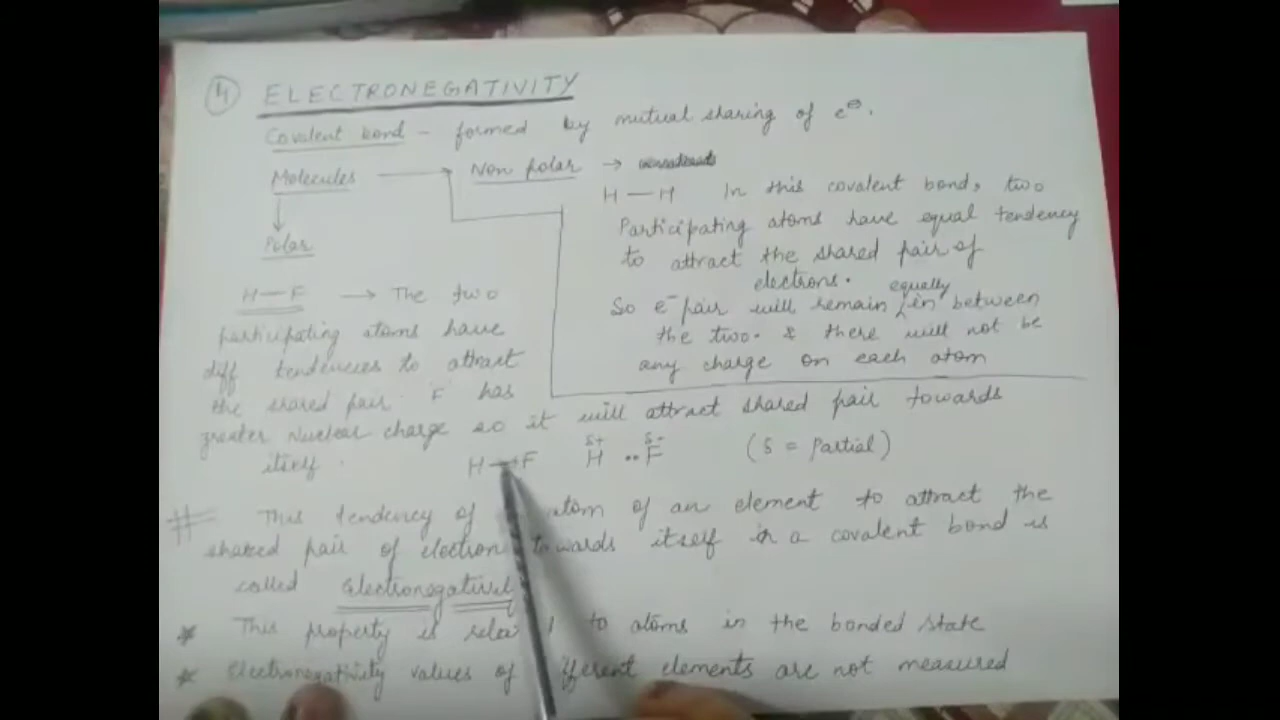 4 ELECTRONEGATIVITY
Covalent bond - formed by mutual sharing of e⊖.
Molecules → Non polar →
H — H In this covalent bond, two
Participating atoms have equal tendency
to attract the shared pair of
electrons. equally
So e⁻ pair will remain in between
the two. & there will not be
any charge on each atom
Polar
H — F → The two
participating atoms have
diff tendencies to attract
the shared pair. F has
greater Nuclear charge so it will attract shared pair towards
itself.
H → F δ+ H •• δ- F (δ = Partial)
# This tendency of atom of an element to attract the
shared pair of electron towards itself in a covalent bond is
called
* This property is to atoms in the bonded state
* Electronegativity values of elements are not measured